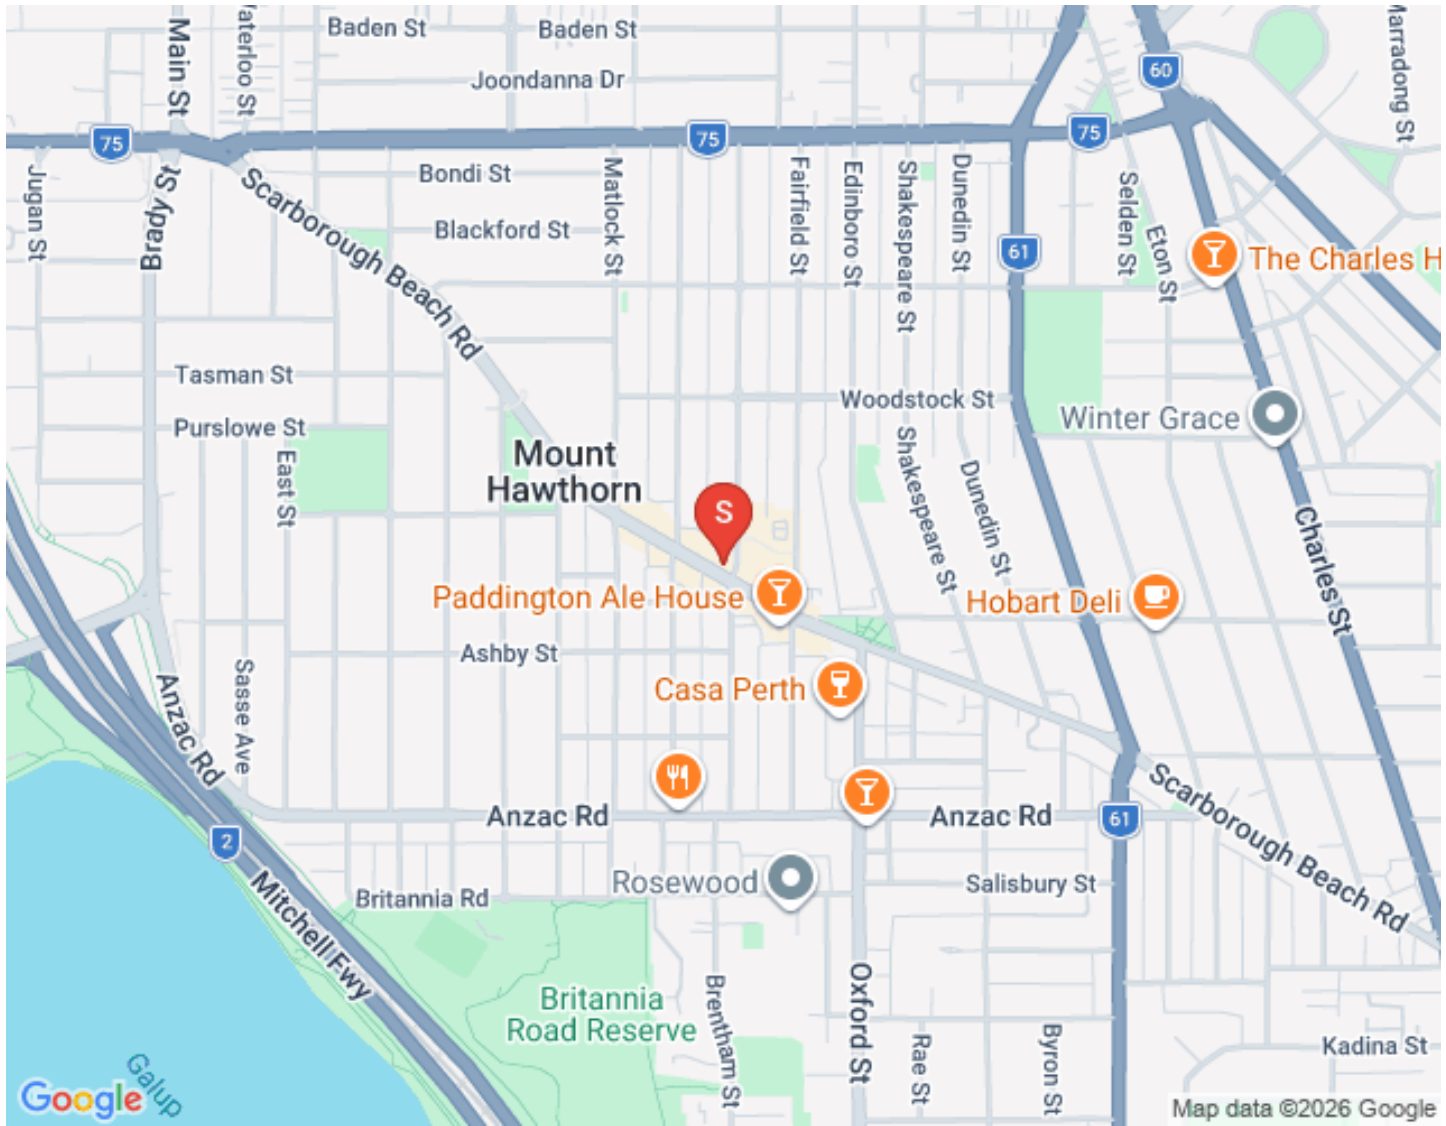 Baden St
Baden St
Main St
Waterloo St
Joondanna Dr
60
Marradong St
75
75
75
Jugan St
Brady St
Scarborough Beach Rd
Bondi St
Matlock St
Blackford St
Fairfield St
Edinboro St
Shakespeare St
Dunedin St
61
Selden St
Eton St
The Charles H
Tasman St
Woodstock St
Purslowe St
Winter Grace
East St
Mount
Hawthorn
Shakespeare St
Dunedin St
Charles St
S
Paddington Ale House
Hobart Deli
Ashby St
Casa Perth
Sasse Ave
Anzac Rd
Anzac Rd
Anzac Rd
61
Scarborough Beach Rd
2
Mitchell Fwy
Britannia Rd
Rosewood
Salisbury St
Britannia
Road Reserve
Brentham St
Oxford St
Rae St
Byron St
Kadina St
Galup
Google
Map data ©2026 Google